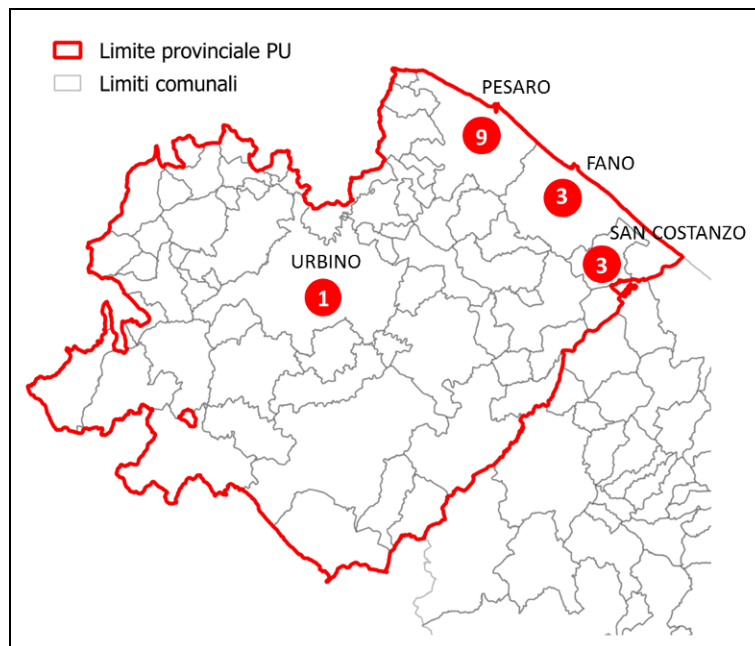 Limite provinciale PU
Limiti comunali
PESARO
9
FANO
3
SAN COSTANZO
3
URBINO
1